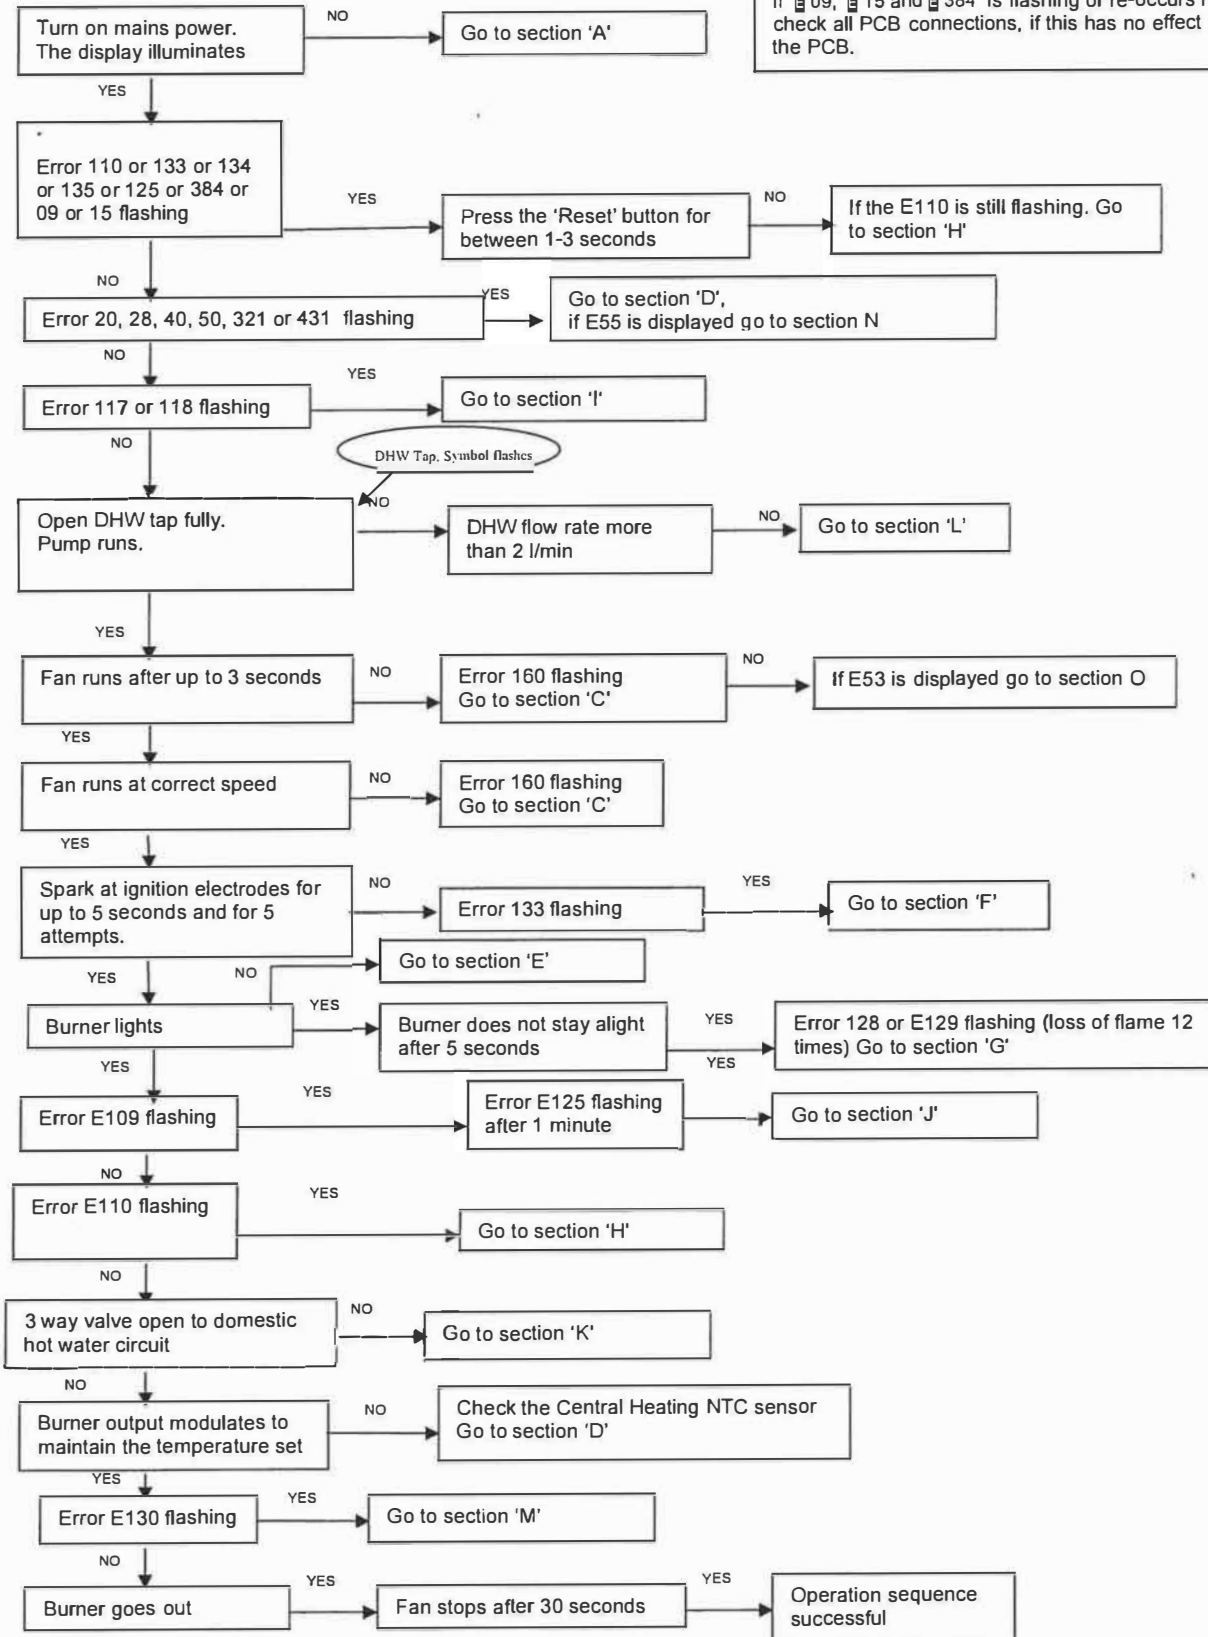 If E 09, E 15 and E 384 is flashing or re-occurs
check all PCB connections, if this has no effect
the PCB.
Turn on mains power.
The display illuminates
NO
Go to section 'A'
YES
Error 110 or 133 or 134
or 135 or 125 or 384 or
09 or 15 flashing
YES
Press the 'Reset' button for
between 1-3 seconds
NO
If the E110 is still flashing. Go
to section 'H'
NO
Error 20, 28, 40, 50, 321 or 431 flashing
YES
Go to section 'D',
if E55 is displayed go to section N
NO
Error 117 or 118 flashing
YES
Go to section 'I'
NO
DHW Tap. Symbol flashes
Open DHW tap fully.
Pump runs.
NO
DHW flow rate more
than 2 l/min
NO
Go to section 'L'
YES
Fan runs after up to 3 seconds
NO
Error 160 flashing
Go to section 'C'
NO
If E53 is displayed go to section O
YES
Fan runs at correct speed
NO
Error 160 flashing
Go to section 'C'
YES
Spark at ignition electrodes for
up to 5 seconds and for 5
attempts.
NO
Error 133 flashing
YES
Go to section 'F'
YES
NO
Go to section 'E'
Burner lights
YES
Burner does not stay alight
after 5 seconds
YES
YES
Error 128 or E129 flashing (loss of flame 12
times) Go to section 'G'
YES
Error E109 flashing
YES
Error E125 flashing
after 1 minute
Go to section 'J'
NO
Error E110 flashing
YES
Go to section 'H'
NO
3 way valve open to domestic
hot water circuit
NO
Go to section 'K'
NO
Burner output modulates to
maintain the temperature set
NO
Check the Central Heating NTC sensor
Go to section 'D'
YES
Error E130 flashing
YES
Go to section 'M'
NO
Burner goes out
YES
Fan stops after 30 seconds
YES
Operation sequence
successful